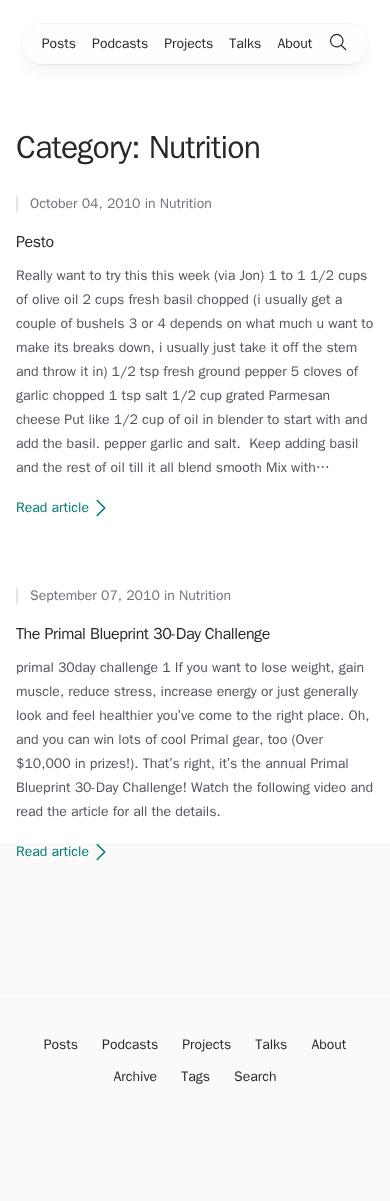 Posts Podcasts Projects Talks About
Category: Nutrition
October 04, 2010 in Nutrition
Pesto
Really want to try this this week (via Jon) 1 to 1 1/2 cups
of olive oil 2 cups fresh basil chopped (i usually get a
couple of bushels 3 or 4 depends on what much u want to
make its breaks down, i usually just take it off the stem
and throw it in) 1/2 tsp fresh ground pepper 5 cloves of
garlic chopped 1 tsp salt 1/2 cup grated Parmesan
cheese Put like 1/2 cup of oil in blender to start with and
add the basil. pepper garlic and salt.  Keep adding basil
and the rest of oil till it all blend smooth Mix with…
Read article
September 07, 2010 in Nutrition
The Primal Blueprint 30-Day Challenge
primal 30day challenge 1 If you want to lose weight, gain
muscle, reduce stress, increase energy or just generally
look and feel healthier you've come to the right place. Oh,
and you can win lots of cool Primal gear, too (Over
$10,000 in prizes!). That's right, it's the annual Primal
Blueprint 30-Day Challenge! Watch the following video and
read the article for all the details.
Read article
Posts Podcasts Projects Talks About
Archive Tags Search